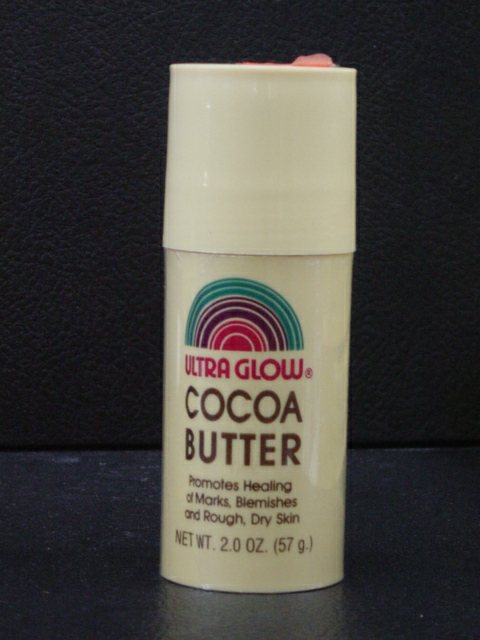 ULTRA GLOW®
COCOA
BUTTER
Promotes Healing
of Marks, Blemishes
and Rough, Dry Skin
NET WT. 2.0 OZ. (57 g.)